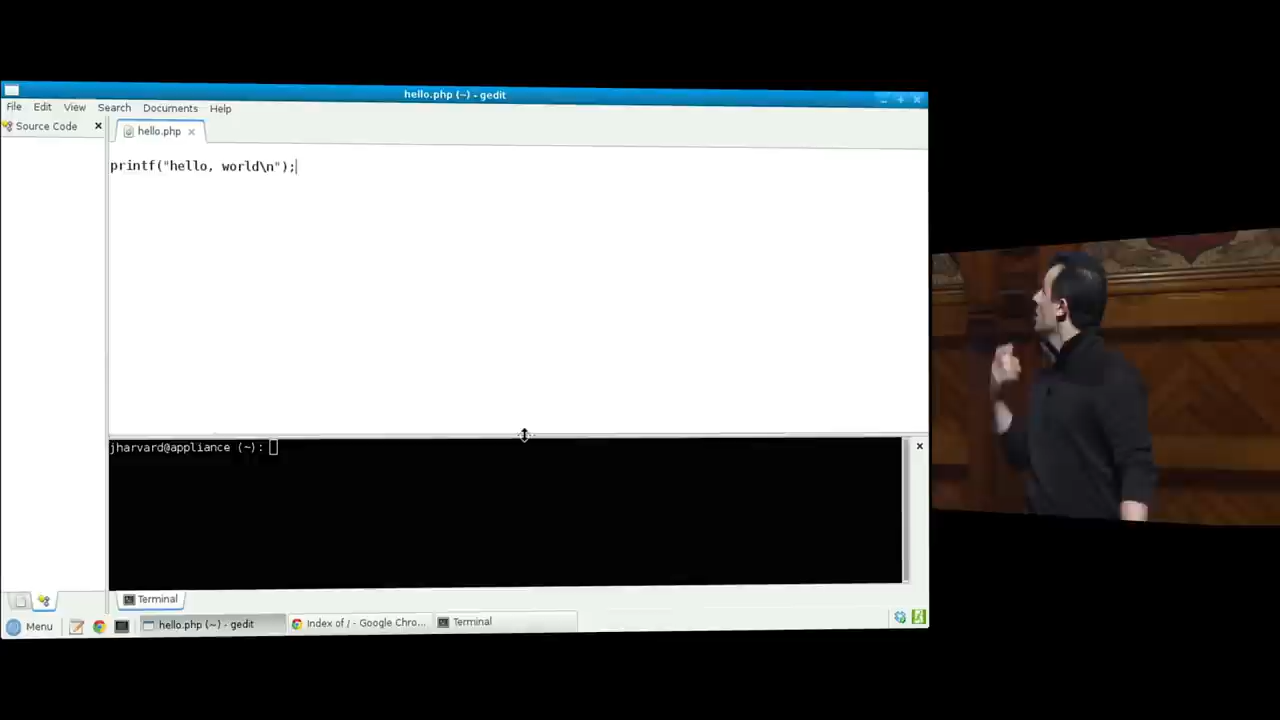 hello.php (~) - gedit
File Edit View Search Documents Help
Source Code
hello.php
printf("hello, world\n");
jharvard@appliance (~):
Terminal
Menu
hello.php (~) - gedit
Index of / - Google Chro...
Terminal